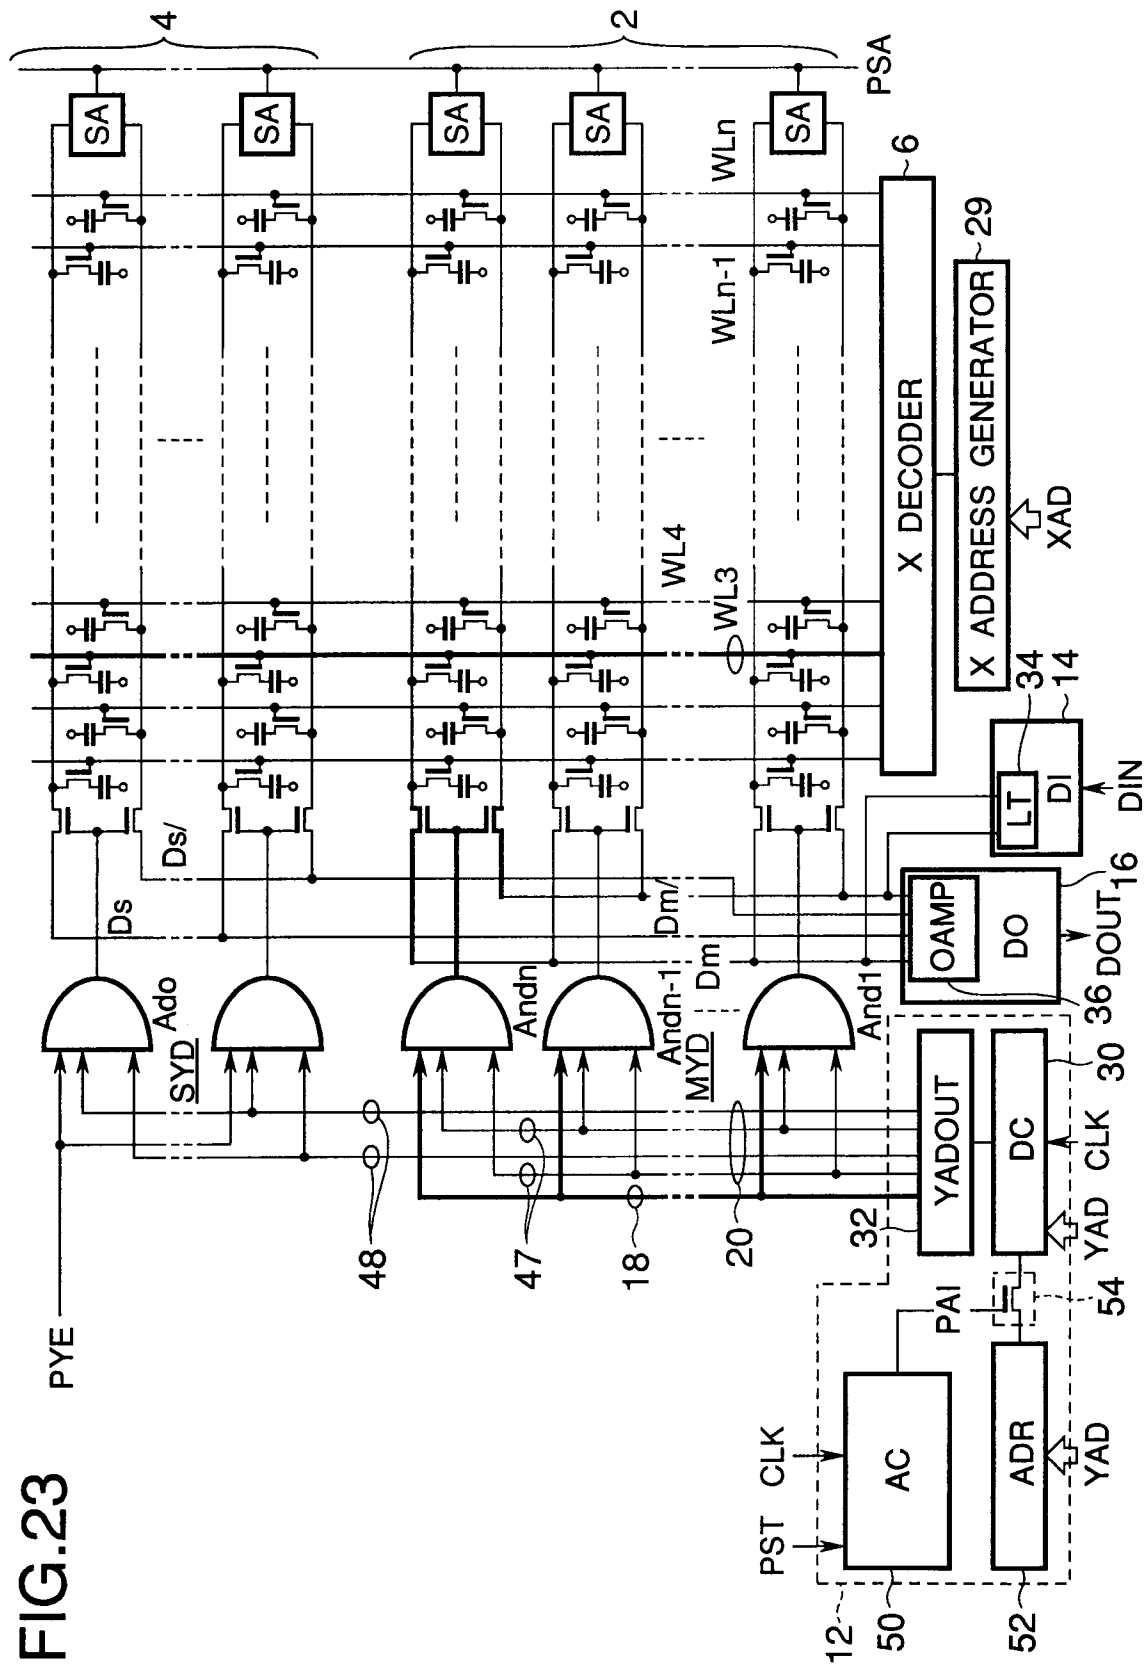 FIG.23
PYE
4
2
SA
SA
SA
SA
SA
PSA
WLn
WLn-1
WL4
WL3
Ds/
Ds
Dm/
Dm
Ado
SYD
Andn
Andn-1
MYD
And1
48
47
18
20
6
X DECODER
29
X ADDRESS GENERATOR
XAD
34
14
LT
DI
DIN
16
OAMP
DO
DOUT
36
32
YADOUT
30
DC
CLK
YAD
PAI
54
PST
CLK
AC
ADR
YAD
12
50
52